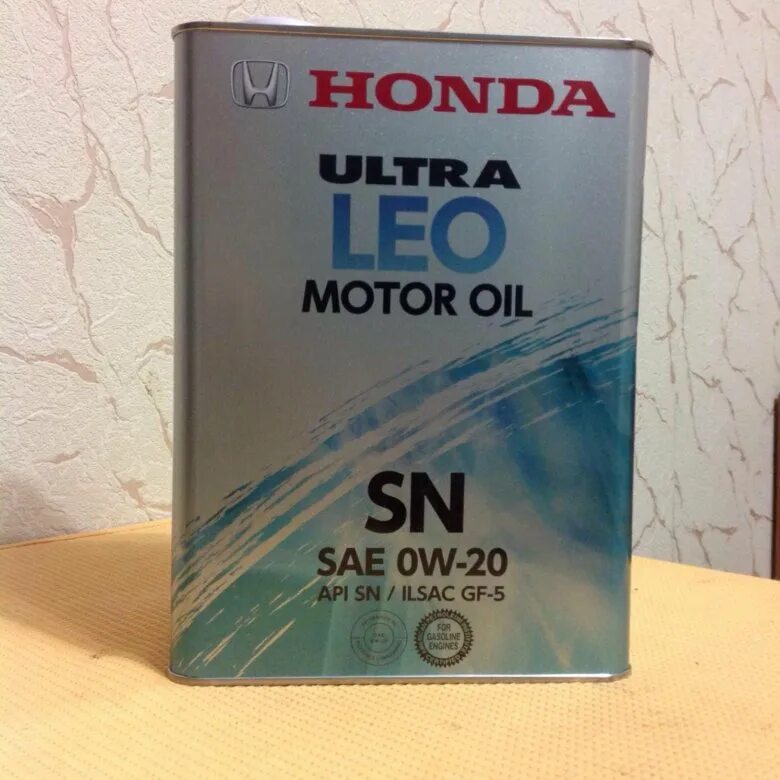 HONDA
ULTRA
LEO
MOTOR OIL
SN
SAE 0W-20
API SN / ILSAC GF-5
FOR
GASOLINE
ENGINES